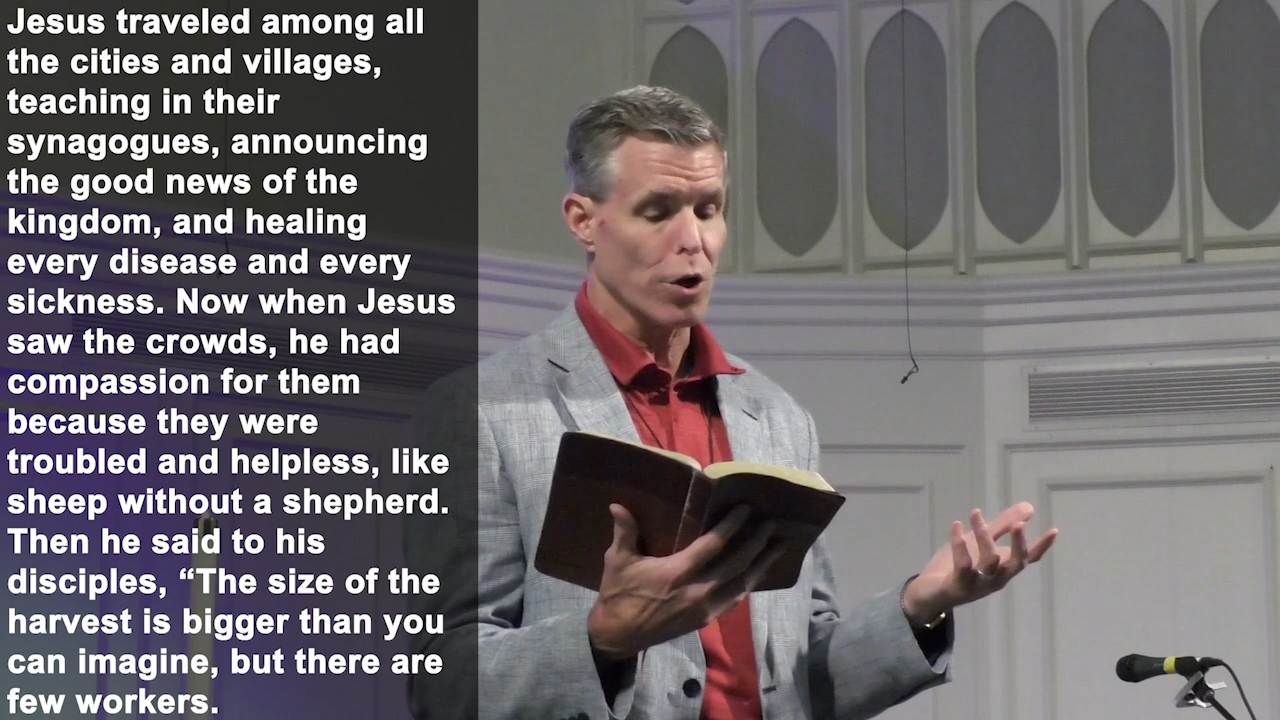 Jesus traveled among all
the cities and villages,
teaching in their
synagogues, announcing
the good news of the
kingdom, and healing
every disease and every
sickness. Now when Jesus
saw the crowds, he had
compassion for them
because they were
troubled and helpless, like
sheep without a shepherd.
Then he said to his
disciples, “The size of the
harvest is bigger than you
can imagine, but there are
few workers.